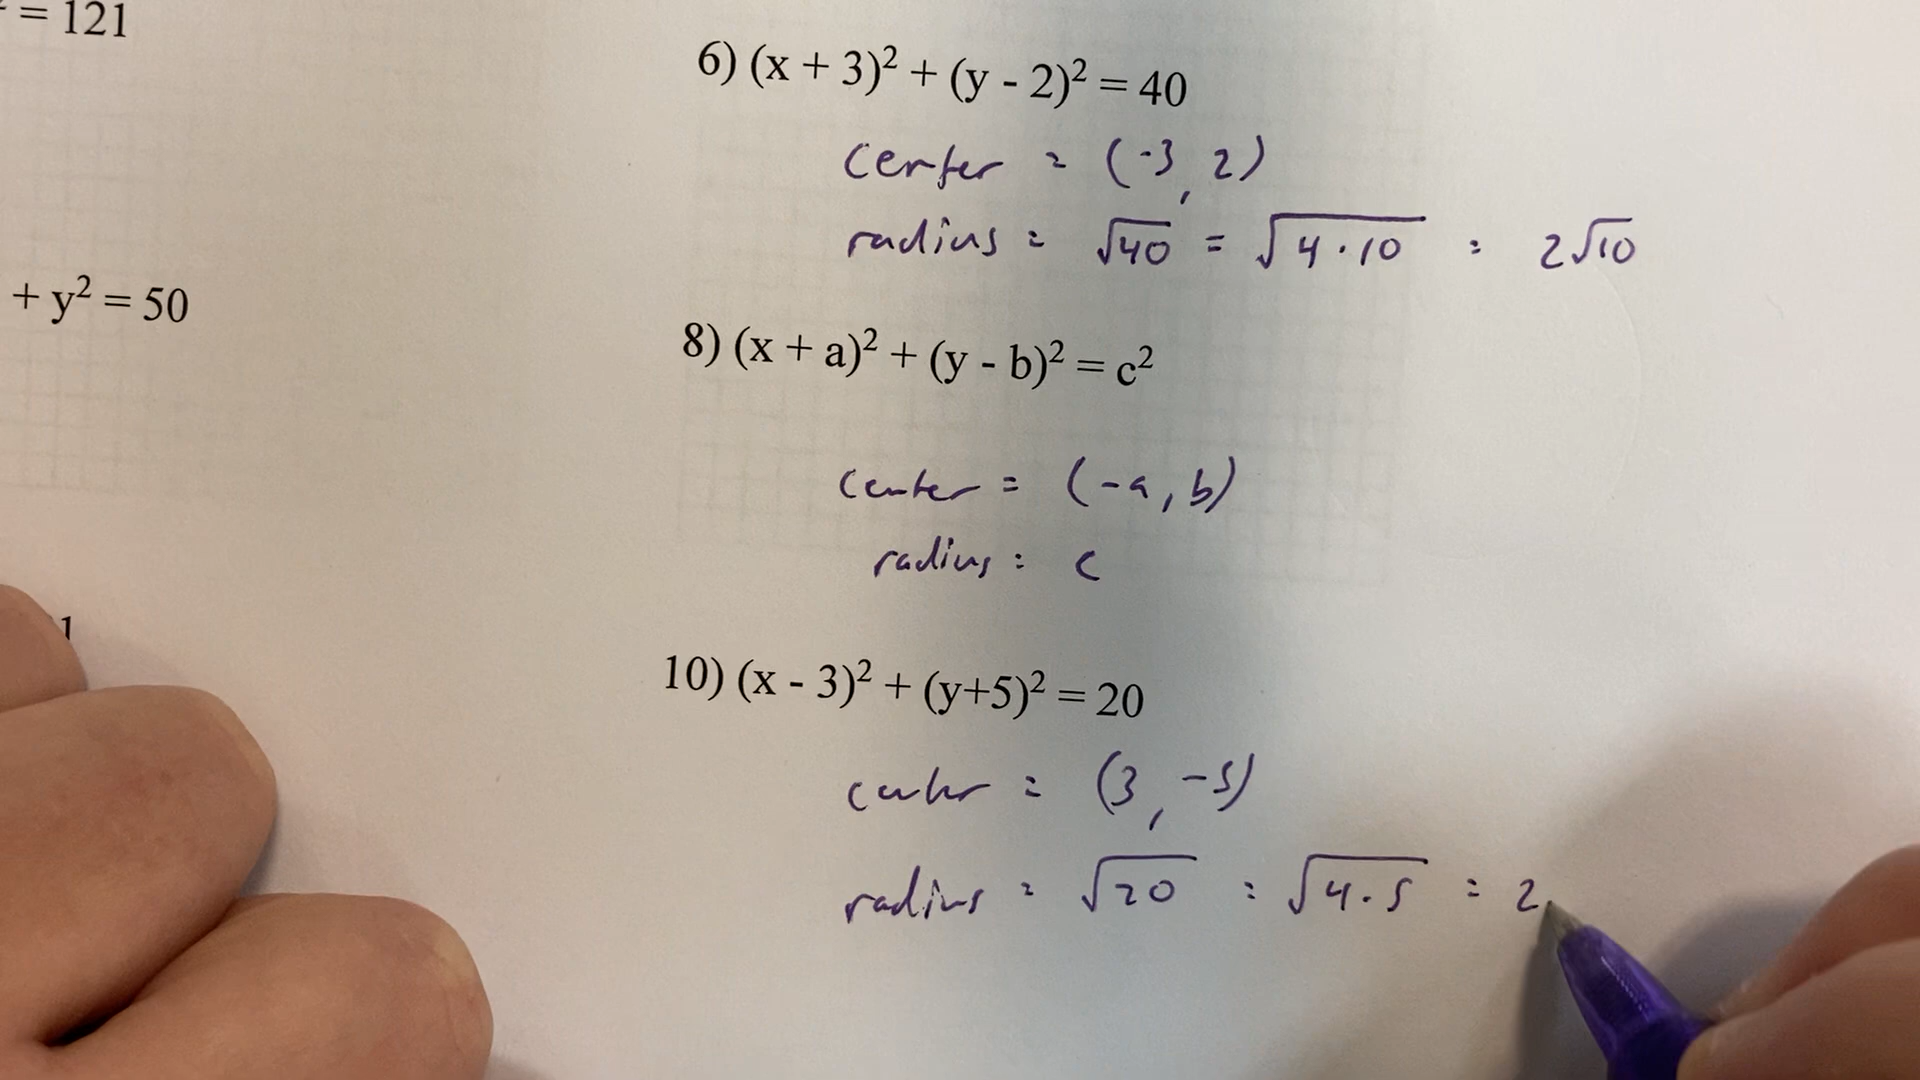 = 121
+ y² = 50
1
6) (x + 3)² + (y - 2)² = 40
center = (-3, 2)
radius = √40 = √4·10 = 2√10
8) (x + a)² + (y - b)² = c²
center = (-a, b)
radius = c
10) (x - 3)² + (y+5)² = 20
center = (3, -5)
radius = √20 = √4·5 = 2